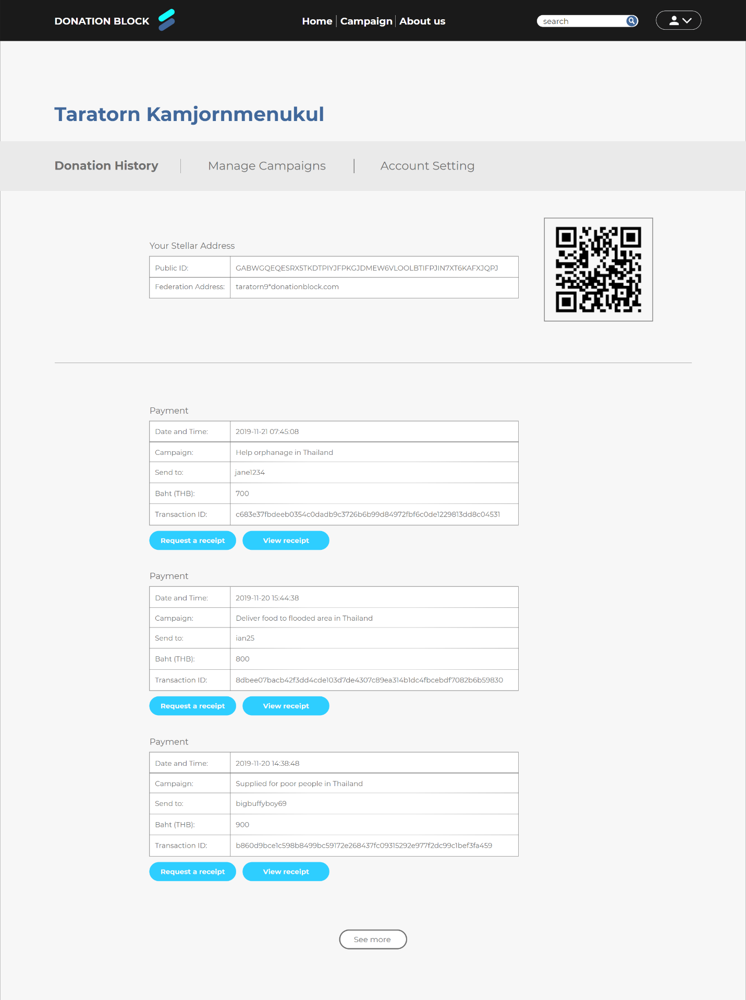 DONATION BLOCK
Home Campaign About us
search
Taratorn Kamjornmenukul
Donation History Manage Campaigns Account Setting
Your Stellar Address
Public ID: GABWGQEQESRX5TKDTPIYJFPKGJDMEW6VLOOLBTIFPJIN7XT6KAFXJQPJ
Federation Address: taratorn9*donationblock.com
Payment
Date and Time: 2019-11-21 07:45:08
Campaign: Help orphanage in Thailand
Send to: jane1234
Baht (THB): 700
Transaction ID: c683e37fbdeeb0354c0dadb9c3726b6b99d84972fbf6c0de1229813dd8c04531
Request a receipt View receipt
Payment
Date and Time: 2019-11-20 15:44:38
Campaign: Deliver food to flooded area in Thailand
Send to: ian25
Baht (THB): 800
Transaction ID: 8dbee07bacb42f3dd4cde103d7de4307c89ea314b1dc4fbcebdf7082b6b59830
Request a receipt View receipt
Payment
Date and Time: 2019-11-20 14:38:48
Campaign: Supplied for poor people in Thailand
Send to: bigbuffyboy69
Baht (THB): 900
Transaction ID: b860d9bce1c598b8499bc59172e268437fc09315292e977f2dc99c1bef3fa459
Request a receipt View receipt
See more